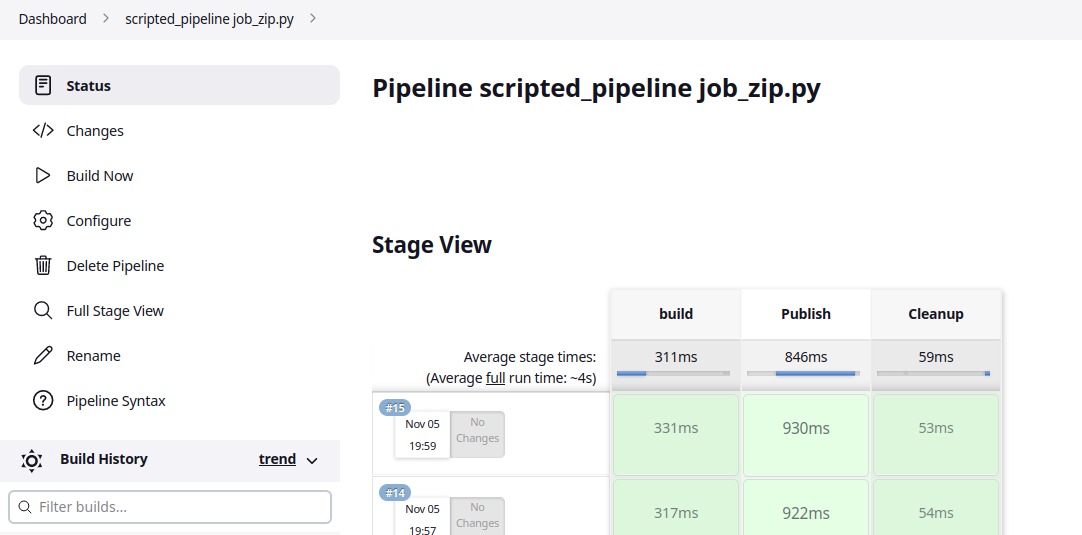 Dashboard > scripted_pipeline job_zip.py >
Status
Changes
Build Now
Configure
Delete Pipeline
Full Stage View
Rename
Pipeline Syntax
Build History trend
Filter builds...
Pipeline scripted_pipeline job_zip.py
Stage View
build Publish Cleanup
Average stage times: 311ms 846ms 59ms
(Average full run time: ~4s)
#15
Nov 05
19:59
No
Changes
331ms 930ms 53ms
#14
Nov 05
19:57
No
Changes
317ms 922ms 54ms